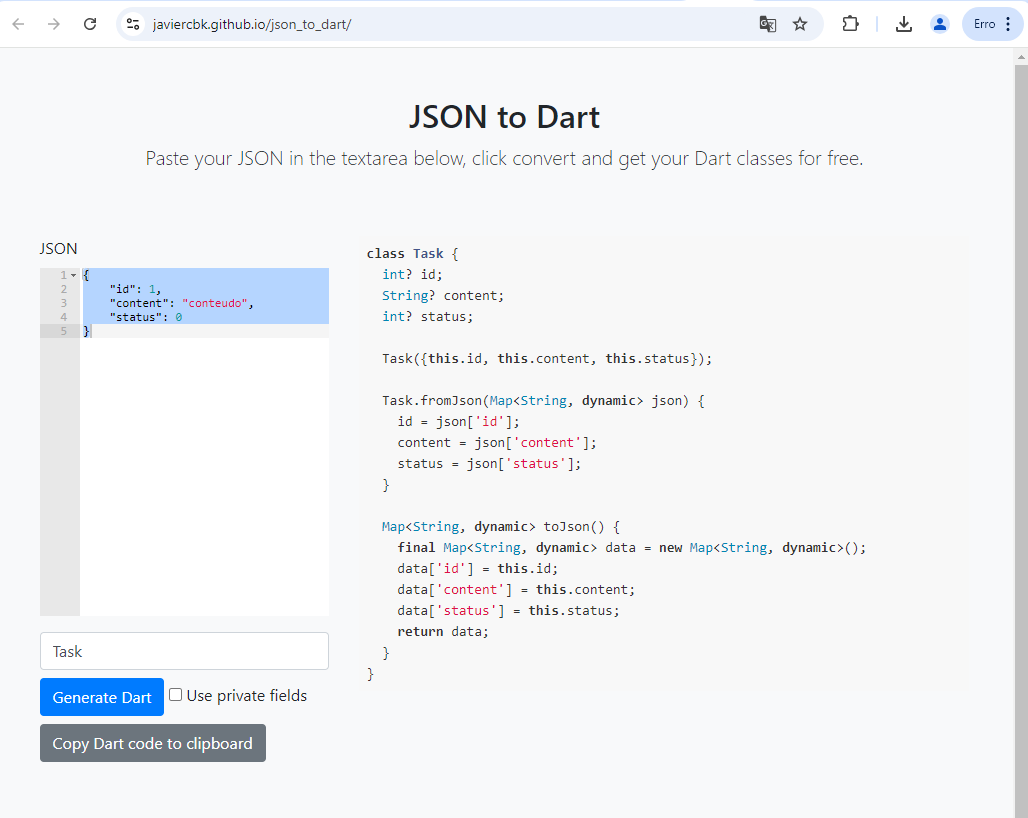 javiercbk.github.io/json_to_dart/
Erro
JSON to Dart
Paste your JSON in the textarea below, click convert and get your Dart classes for free.
JSON
1 {
2     "id": 1,
3     "content": "conteudo",
4     "status": 0
5 }
Task
Generate Dart
Use private fields
Copy Dart code to clipboard
class Task {
  int? id;
  String? content;
  int? status;

  Task({this.id, this.content, this.status});

  Task.fromJson(Map<String, dynamic> json) {
    id = json['id'];
    content = json['content'];
    status = json['status'];
  }

  Map<String, dynamic> toJson() {
    final Map<String, dynamic> data = new Map<String, dynamic>();
    data['id'] = this.id;
    data['content'] = this.content;
    data['status'] = this.status;
    return data;
  }
}